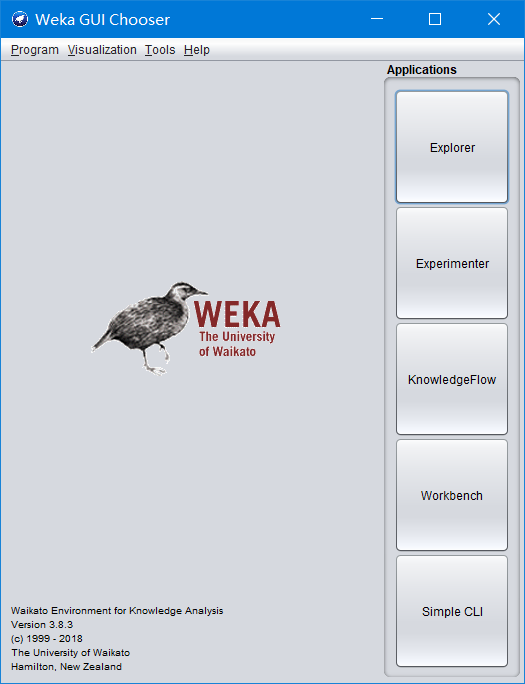 Weka GUI Chooser
Program Visualization Tools Help
Applications
Explorer
Experimenter
KnowledgeFlow
Workbench
Simple CLI
WEKA
The University
of Waikato
Waikato Environment for Knowledge Analysis
Version 3.8.3
(c) 1999 - 2018
The University of Waikato
Hamilton, New Zealand